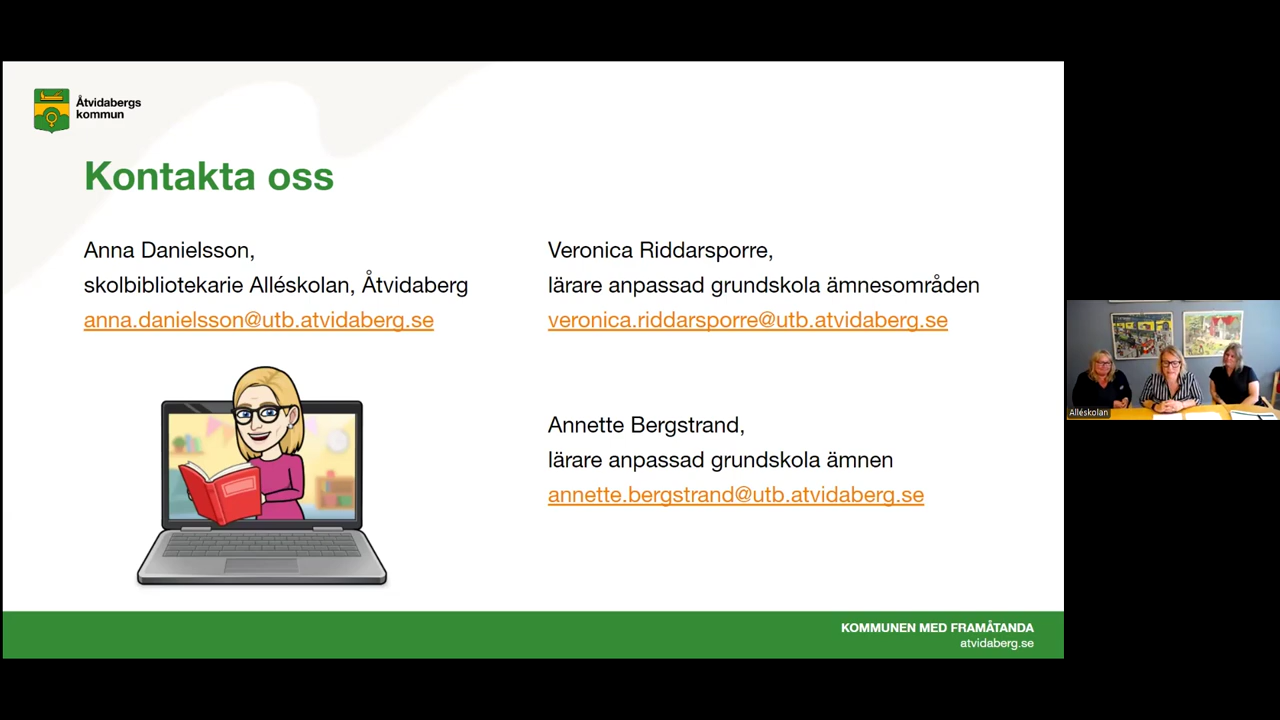 Åtvidabergs
kommun
Kontakta oss
Anna Danielsson,
skolbibliotekarie Alléskolan, Åtvidaberg
anna.danielsson@utb.atvidaberg.se
Veronica Riddarsporre,
lärare anpassad grundskola ämnesområden
veronica.riddarsporre@utb.atvidaberg.se
Annette Bergstrand,
lärare anpassad grundskola ämnen
annette.bergstrand@utb.atvidaberg.se
KOMMUNEN MED FRAMÅTANDA
atvidaberg.se
Alléskolan